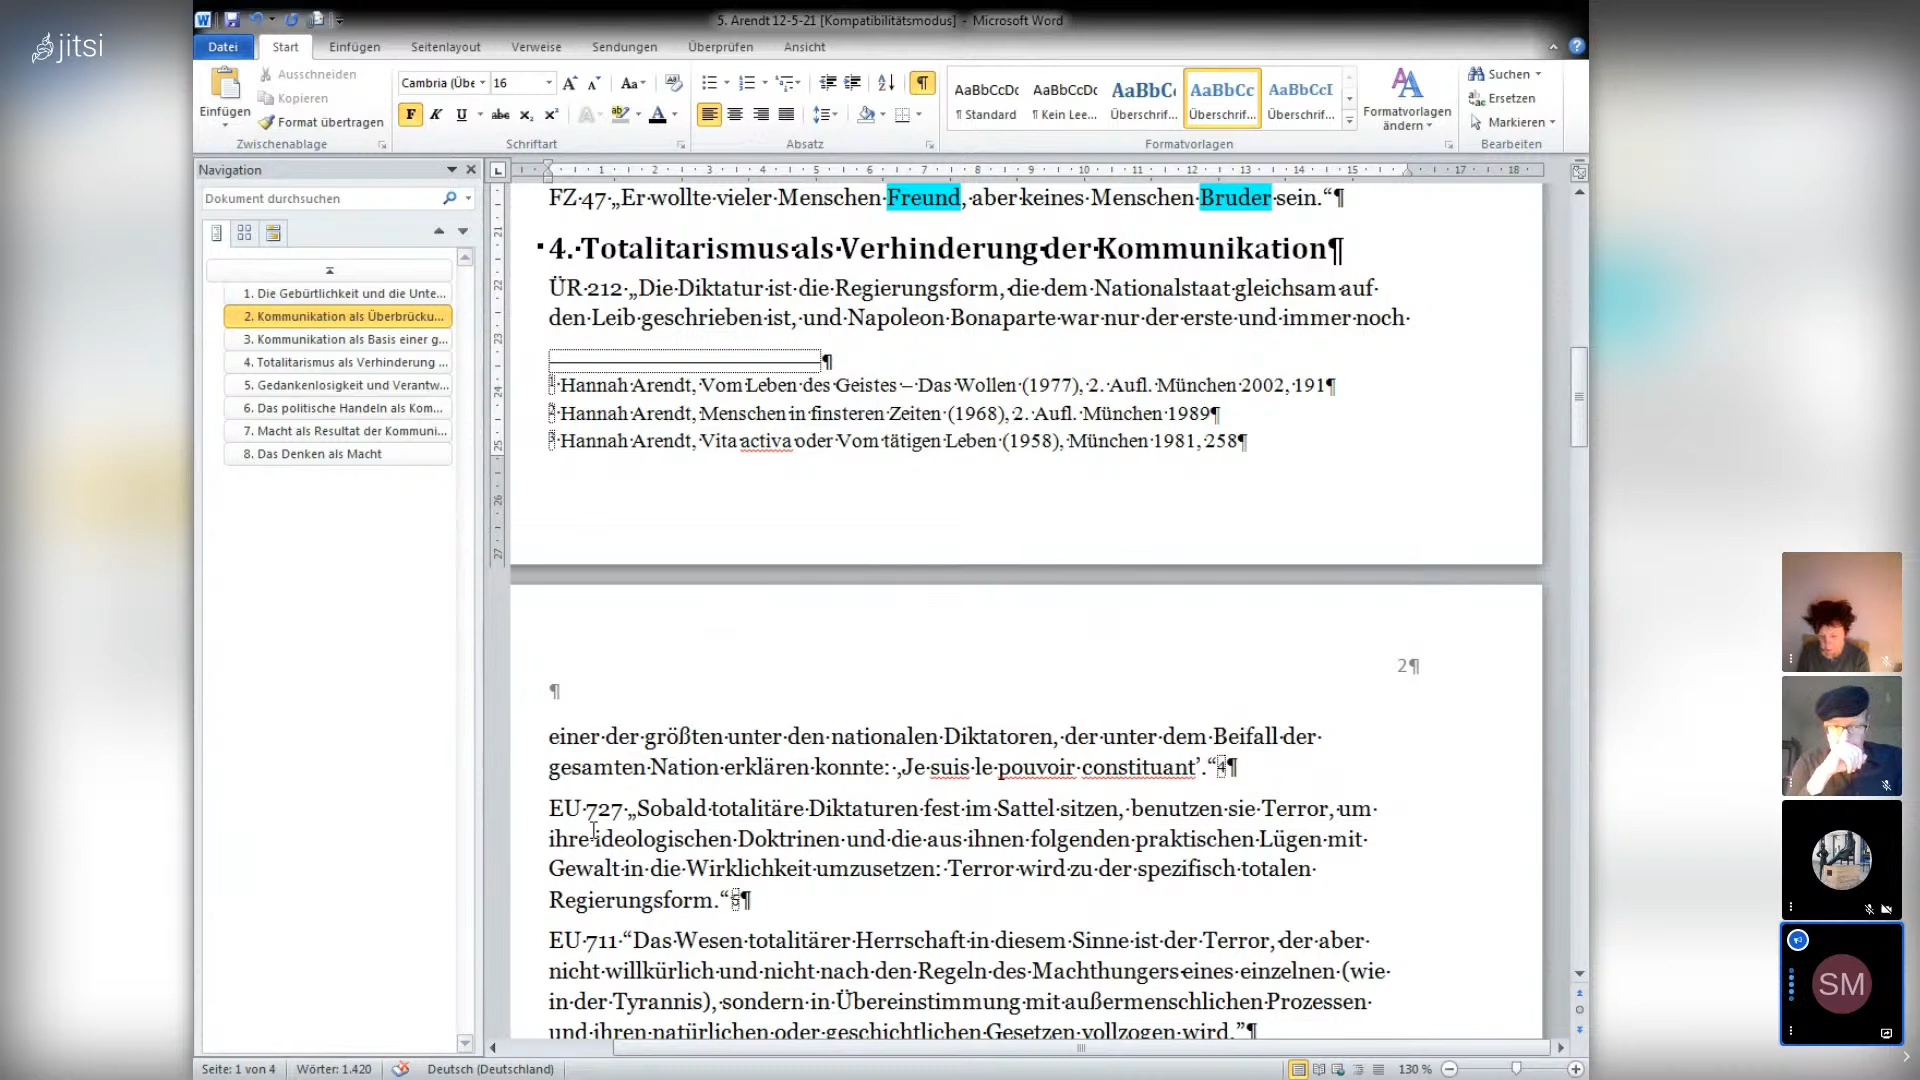 jitsi
5. Arendt 12-5-21 [Kompatibilitätsmodus] - Microsoft Word
Datei Start Einfügen Seitenlayout Verweise Sendungen Überprüfen Ansicht
Einfügen
Ausschneiden
Kopieren
Format übertragen
Zwischenablage
Cambria (Übe 16
Schriftart
Absatz
AaBbCcDc AaBbCcDc AaBbC AaBbCc AaBbCcI
¶ Standard ¶ Kein Lee... Überschrif... Überschrif... Überschrif...
Formatvorlagen
Formatvorlagen ändern
Suchen
Ersetzen
Markieren
Bearbeiten
Navigation
Dokument durchsuchen
1. Die Gebürtlichkeit und die Unte...
2. Kommunikation als Überbrücku...
3. Kommunikation als Basis einer g...
4. Totalitarismus als Verhinderung ...
5. Gedankenlosigkeit und Verantw...
6. Das politische Handeln als Kom...
7. Macht als Resultat der Kommuni...
8. Das Denken als Macht
FZ·47·„Er wollte vieler Menschen Freund, aber keines Menschen Bruder sein.“¶
4. Totalitarismus als Verhinderung der Kommunikation¶
ÜR·212·„Die Diktatur ist die Regierungsform, die dem Nationalstaat gleichsam auf
den Leib geschrieben ist, und Napoleon Bonaparte war nur der erste und immer noch
¶
1 Hannah Arendt, Vom Leben des Geistes – Das Wollen (1977), 2. Aufl. München 2002, 191¶
2 Hannah Arendt, Menschen in finsteren Zeiten (1968), 2. Aufl. München 1989¶
3 Hannah Arendt, Vita activa oder Vom tätigen Leben (1958), München 1981, 258¶
2¶
¶
einer der größten unter den nationalen Diktatoren, der unter dem Beifall der
gesamten Nation erklären konnte: ‚Je suis le pouvoir constituant’.“4¶
EU 727 „Sobald totalitäre Diktaturen fest im Sattel sitzen, benutzen sie Terror, um
ihre ideologischen Doktrinen und die aus ihnen folgenden praktischen Lügen mit
Gewalt in die Wirklichkeit umzusetzen: Terror wird zu der spezifisch totalen
Regierungsform.“5¶
EU 711 “Das Wesen totalitärer Herrschaft in diesem Sinne ist der Terror, der aber
nicht willkürlich und nicht nach den Regeln des Machthungers eines einzelnen (wie
in der Tyrannis), sondern in Übereinstimmung mit außermenschlichen Prozessen
und ihren natürlichen oder geschichtlichen Gesetzen vollzogen wird.”¶
Seite: 1 von 4 Wörter: 1.420 Deutsch (Deutschland) 130 %
SM